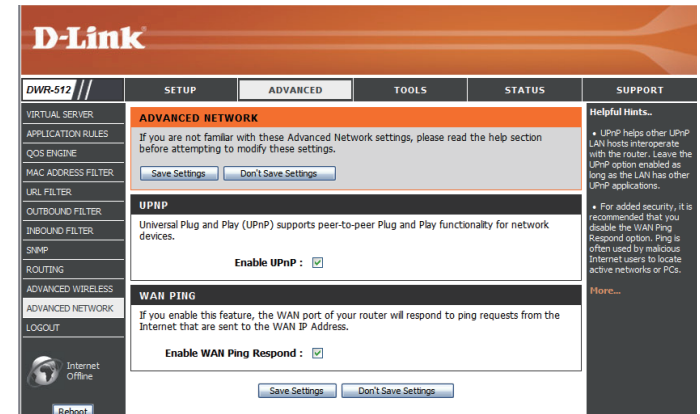 D-Link
DWR-512 // SETUP ADVANCED TOOLS STATUS SUPPORT
VIRTUAL SERVER
APPLICATION RULES
QOS ENGINE
MAC ADDRESS FILTER
URL FILTER
OUTBOUND FILTER
INBOUND FILTER
SNMP
ROUTING
ADVANCED WIRELESS
ADVANCED NETWORK
LOGOUT
Internet
Offline
Reboot
ADVANCED NETWORK
If you are not familiar with these Advanced Network settings, please read the help section
before attempting to modify these settings.
Save Settings Don't Save Settings
UPNP
Universal Plug and Play (UPnP) supports peer-to-peer Plug and Play functionality for network
devices.
Enable UPnP :
WAN PING
If you enable this feature, the WAN port of your router will respond to ping requests from the
Internet that are sent to the WAN IP Address.
Enable WAN Ping Respond :
Save Settings Don't Save Settings
Helpful Hints..
• UPnP helps other UPnP
LAN hosts interoperate
with the router. Leave the
UPnP option enabled as
long as the LAN has other
UPnP applications.
• For added security, it is
recommended that you
disable the WAN Ping
Respond option. Ping is
often used by malicious
Internet users to locate
active networks or PCs.
More...